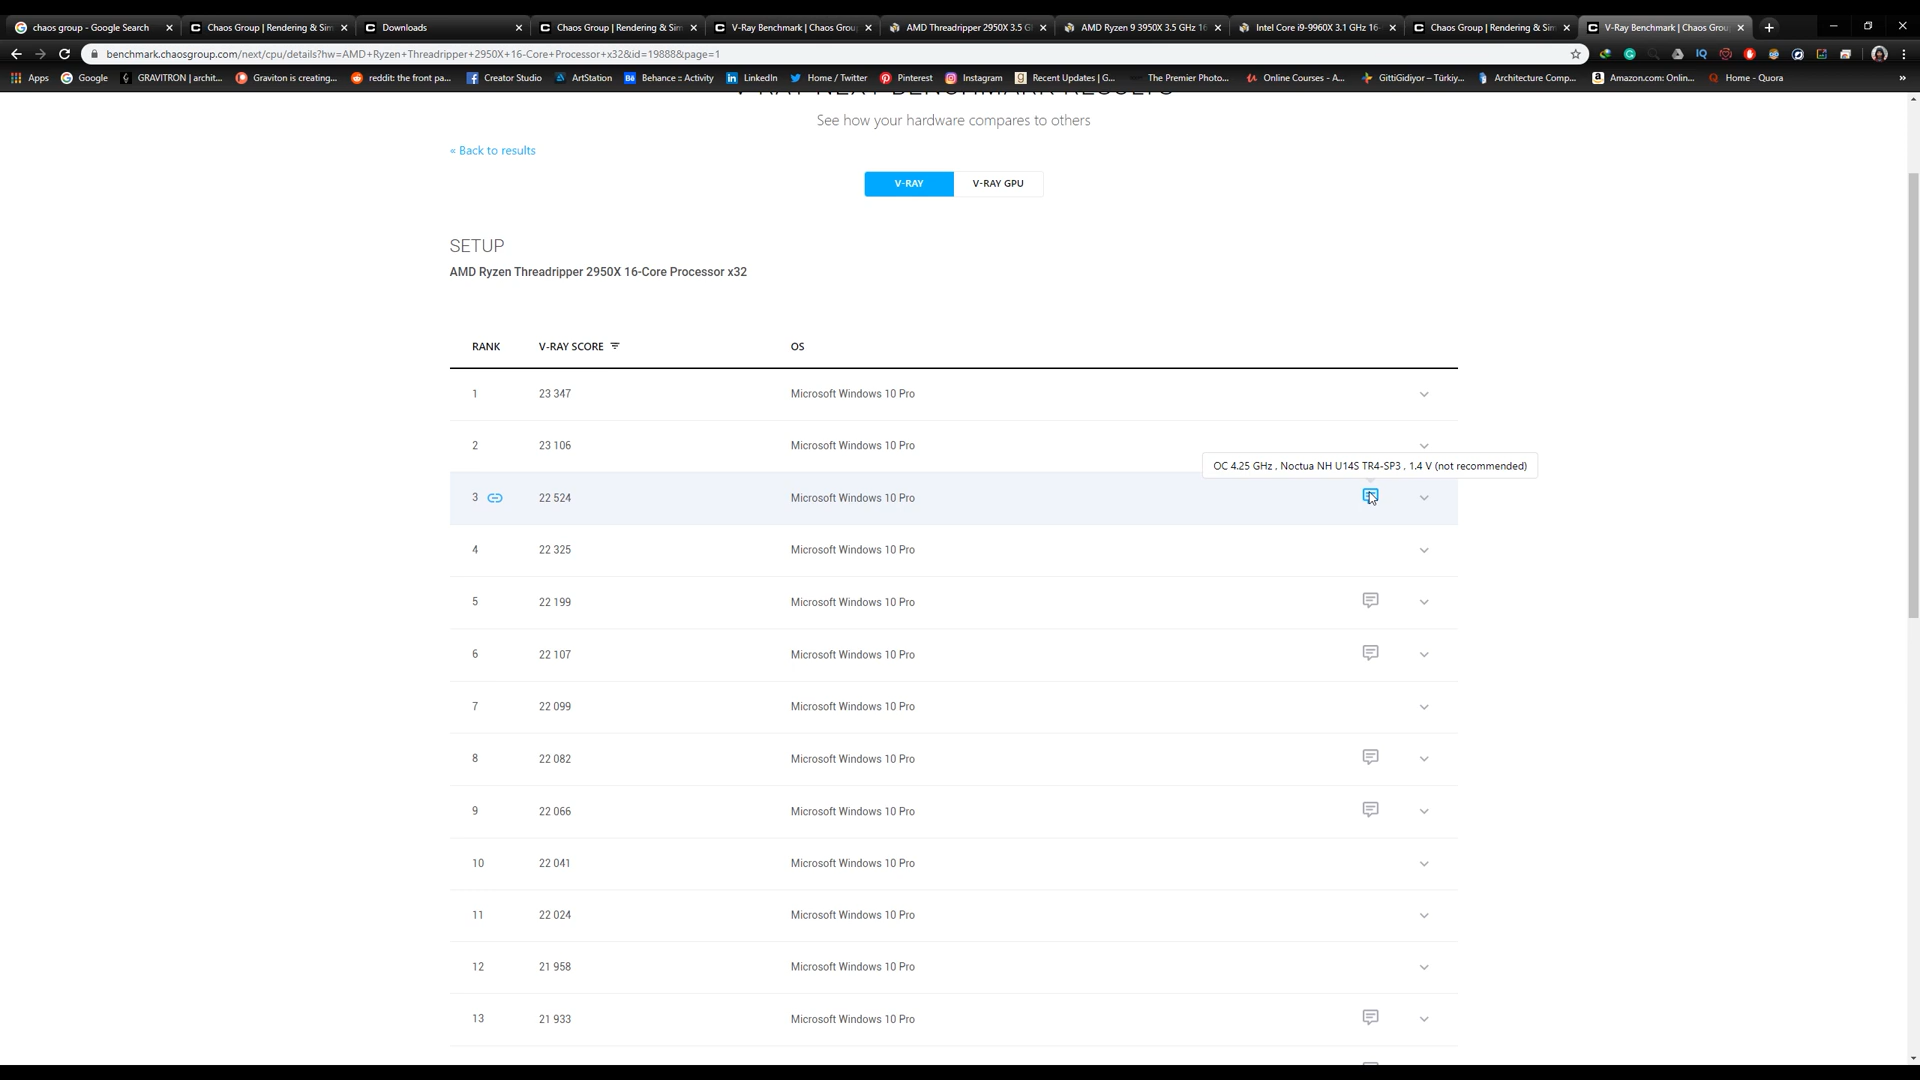 chaos group - Google Search Chaos Group | Rendering & Sim Downloads Chaos Group | Rendering & Sim V-Ray Benchmark | Chaos Grou AMD Threadripper 2950X 3.5 G AMD Ryzen 9 3950X 3.5 GHz 16 Intel Core i9-9960X 3.1 GHz 16- Chaos Group | Rendering & Sim V-Ray Benchmark | Chaos Grou
benchmark.chaosgroup.com/next/cpu/details?hw=AMD+Ryzen+Threadripper+2950X+16-Core+Processor+x32&id=19888&page=1
Apps Google GRAVITRON | archit... Graviton is creating... reddit: the front pa... Creator Studio ArtStation Behance :: Activity LinkedIn Home / Twitter Pinterest Instagram Recent Updates | G... The Premier Photo... Online Courses - A... GittiGidiyor - Türkiy... Architecture Comp... Amazon.com: Onlin... Home - Quora
V-RAY NEXT BENCHMARK RESULTS
See how your hardware compares to others
« Back to results
V-RAY V-RAY GPU
SETUP
AMD Ryzen Threadripper 2950X 16-Core Processor x32
RANK V-RAY SCORE OS
1 23 347 Microsoft Windows 10 Pro
2 23 106 Microsoft Windows 10 Pro
OC 4.25 GHz , Noctua NH U14S TR4-SP3 , 1.4 V (not recommended)
3 22 524 Microsoft Windows 10 Pro
4 22 325 Microsoft Windows 10 Pro
5 22 199 Microsoft Windows 10 Pro
6 22 107 Microsoft Windows 10 Pro
7 22 099 Microsoft Windows 10 Pro
8 22 082 Microsoft Windows 10 Pro
9 22 066 Microsoft Windows 10 Pro
10 22 041 Microsoft Windows 10 Pro
11 22 024 Microsoft Windows 10 Pro
12 21 958 Microsoft Windows 10 Pro
13 21 933 Microsoft Windows 10 Pro